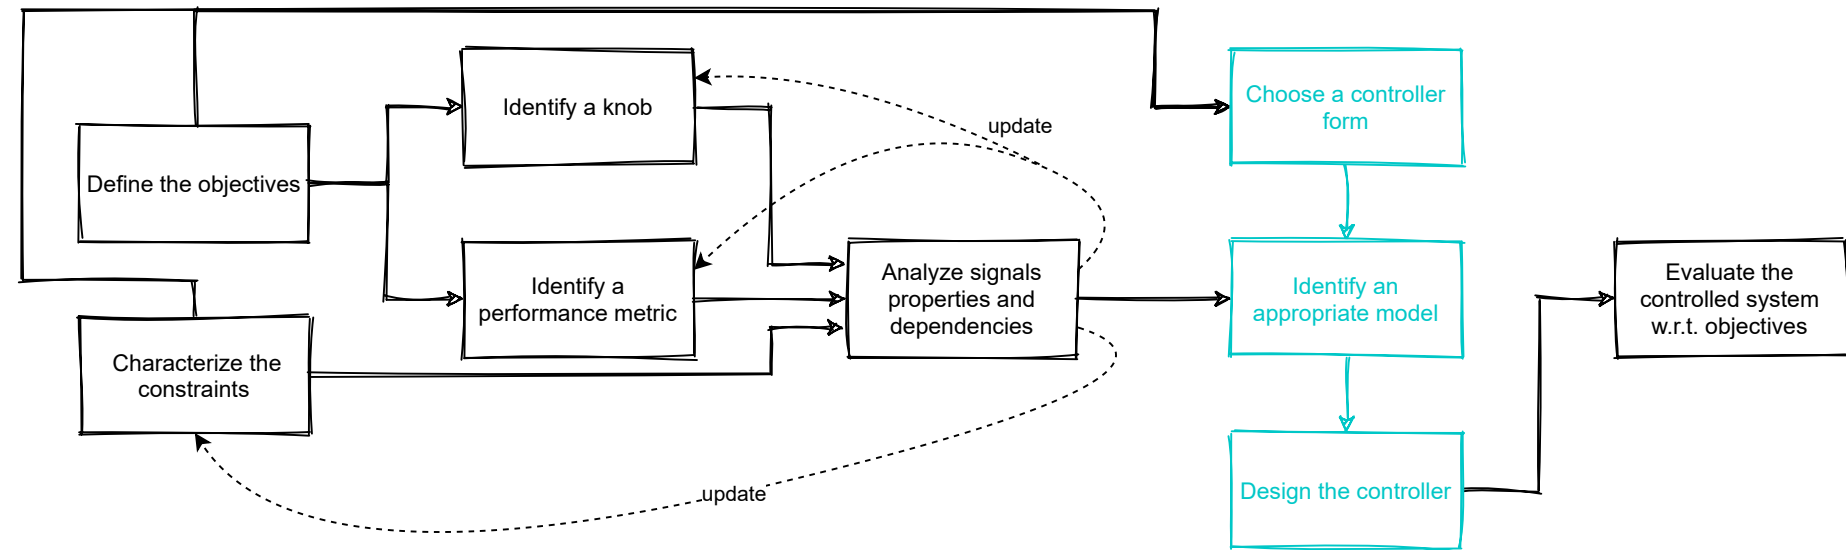 Define the objectives
Characterize the
constraints
Identify a knob
Identify a
performance metric
update
Analyze signals
properties and
dependencies
update
Choose a controller
form
Identify an
appropriate model
Design the controller
Evaluate the
controlled system
w.r.t. objectives